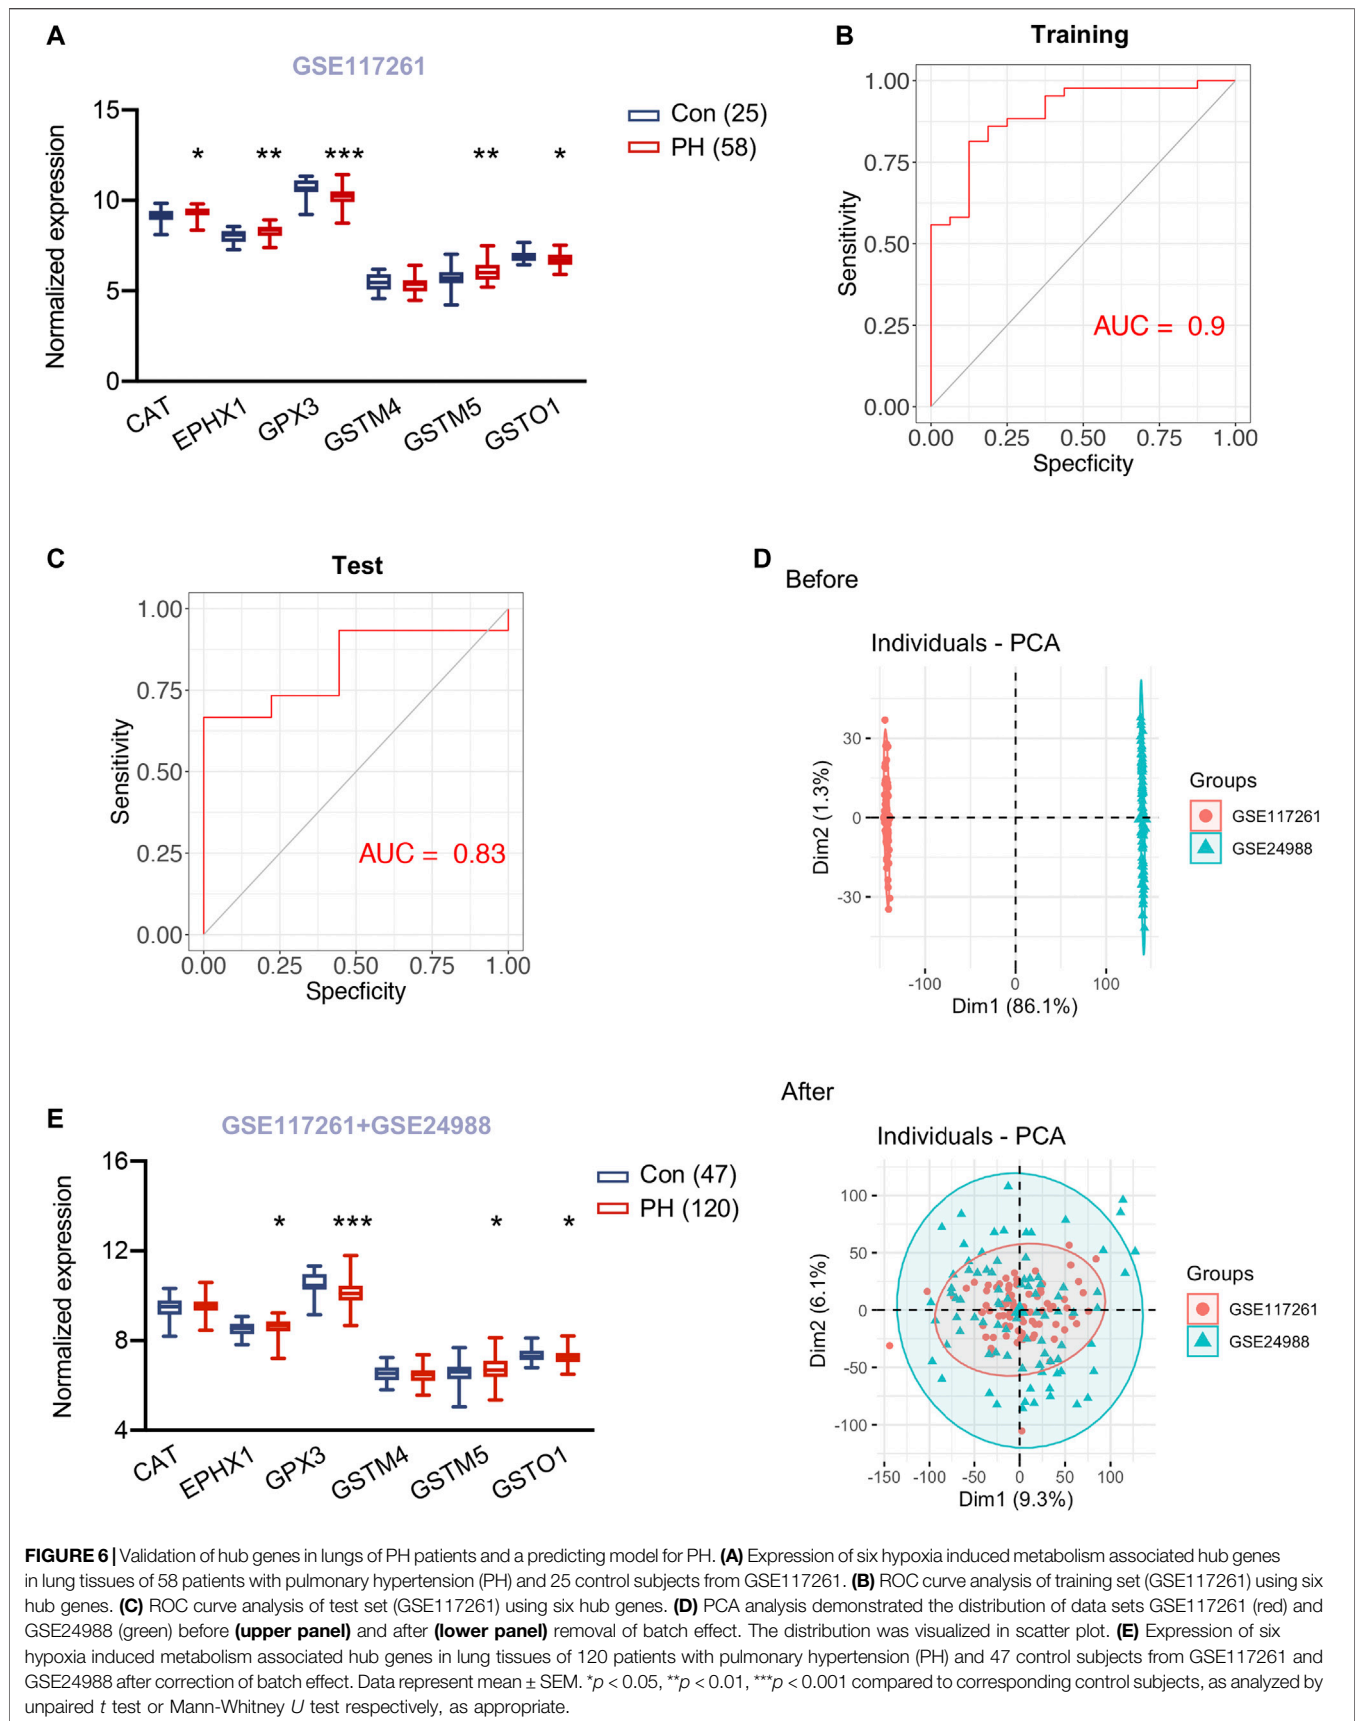 A
GSE117261
Normalized expression
15
10
5
0
* ** *** ** *
Con (25)
PH (58)
CAT EPHX1 GPX3 GSTM4 GSTM5 GSTO1
B
Training
Sensitivity
1.00
0.75
0.50
0.25
0.00
AUC = 0.9
0.00 0.25 0.50 0.75 1.00
Specficity
C
Test
Sensitivity
1.00
0.75
0.50
0.25
0.00
AUC = 0.83
0.00 0.25 0.50 0.75 1.00
Specficity
D
Before
Individuals - PCA
Dim2 (1.3%)
30
0
-30
-100 0 100
Dim1 (86.1%)
Groups
GSE117261
GSE24988
After
Individuals - PCA
Dim2 (6.1%)
100
50
0
-50
-100
-150 -100 -50 0 50 100
Dim1 (9.3%)
Groups
GSE117261
GSE24988
E
GSE117261+GSE24988
Normalized expression
16
12
8
4
* *** * *
Con (47)
PH (120)
CAT EPHX1 GPX3 GSTM4 GSTM5 GSTO1
FIGURE 6 | Validation of hub genes in lungs of PH patients and a predicting model for PH. (A) Expression of six hypoxia induced metabolism associated hub genes
in lung tissues of 58 patients with pulmonary hypertension (PH) and 25 control subjects from GSE117261. (B) ROC curve analysis of training set (GSE117261) using six
hub genes. (C) ROC curve analysis of test set (GSE117261) using six hub genes. (D) PCA analysis demonstrated the distribution of data sets GSE117261 (red) and
GSE24988 (green) before (upper panel) and after (lower panel) removal of batch effect. The distribution was visualized in scatter plot. (E) Expression of six
hypoxia induced metabolism associated hub genes in lung tissues of 120 patients with pulmonary hypertension (PH) and 47 control subjects from GSE117261 and
GSE24988 after correction of batch effect. Data represent mean ± SEM. *p < 0.05, **p < 0.01, ***p < 0.001 compared to corresponding control subjects, as analyzed by
unpaired t test or Mann-Whitney U test respectively, as appropriate.